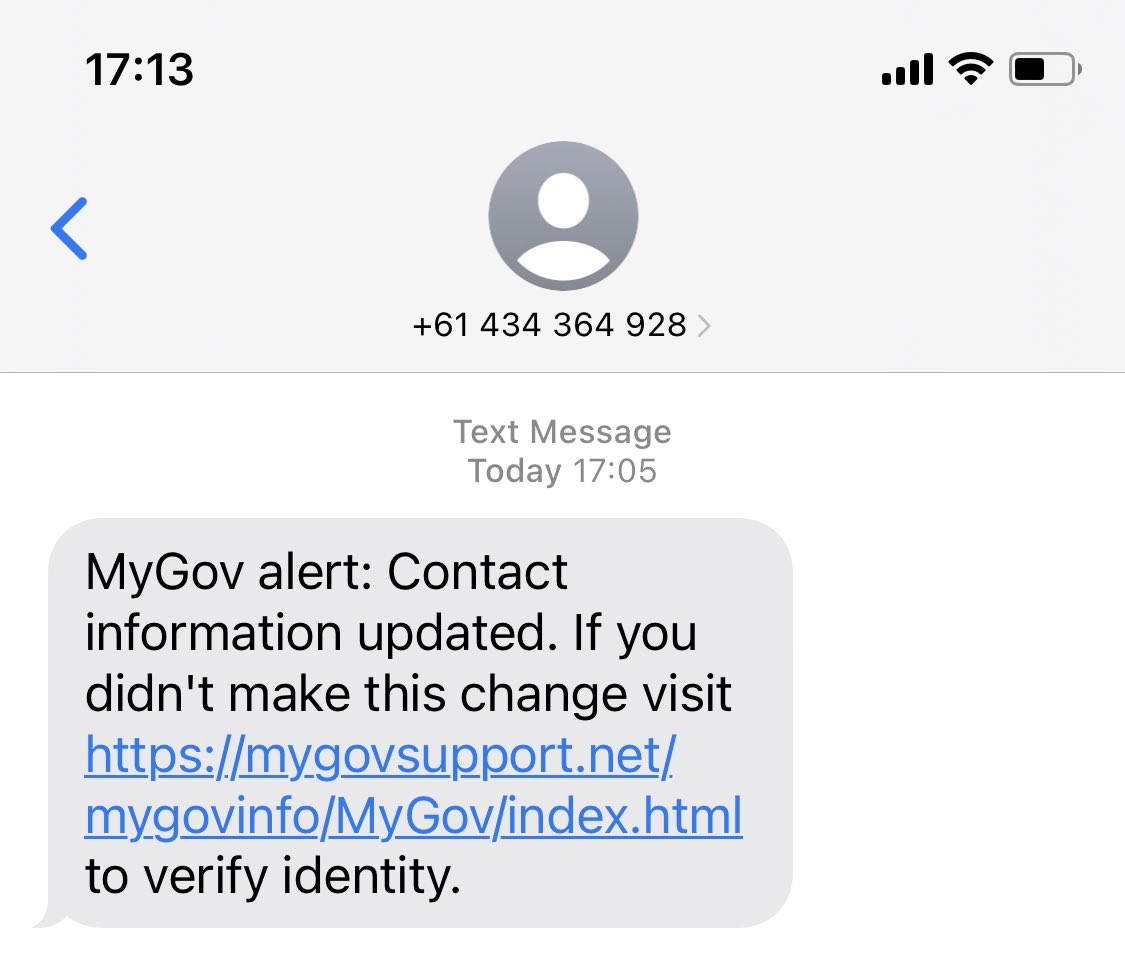 17:13
+61 434 364 928
Text Message
Today 17:05
MyGov alert: Contact
information updated. If you
didn't make this change visit
https://mygovsupport.net/
mygovinfo/MyGov/index.html
to verify identity.